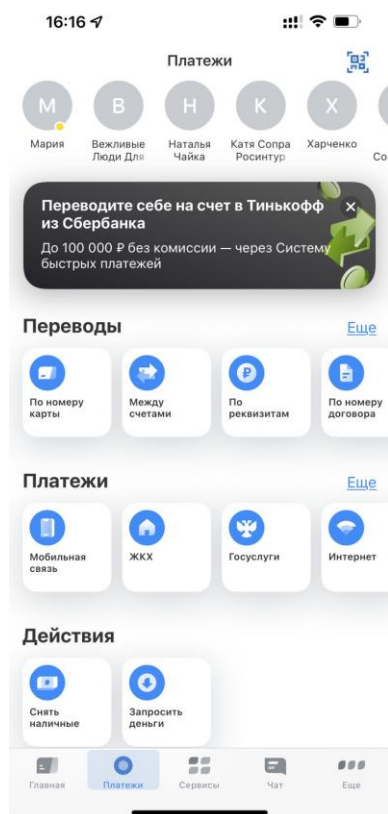 16:16
Платежи
М
В
Н
К
Х
Мария
Вежливые
Люди Для
Наталья
Чайка
Катя Сопра
Росинтур
Харченко
Со
Переводите себе на счет в Тинькофф
из Сбербанка
До 100 000 ₽ без комиссии — через Систему
быстрых платежей
Переводы
Еще
По номеру
карты
Между
счетами
По
реквизитам
По номеру
договора
Платежи
Еще
Мобильная
связь
ЖКХ
Госуслуги
Интернет
Действия
Снять
наличные
Запросить
деньги
Главная
Платежи
Сервисы
Чат
Еще